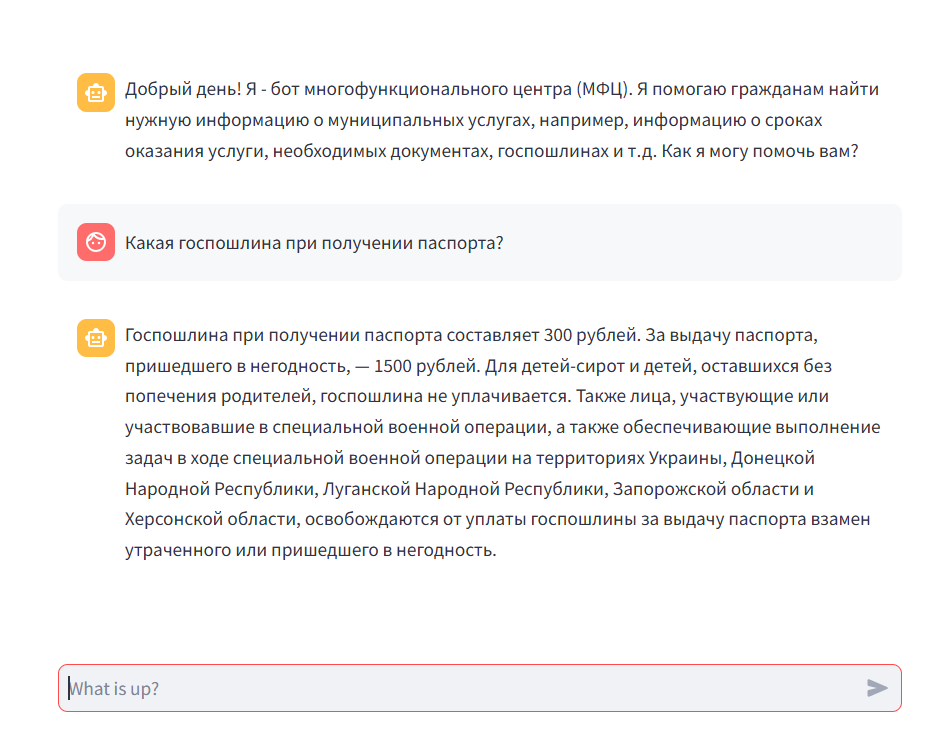 Добрый день! Я - бот многофункционального центра (МФЦ). Я помогаю гражданам найти
нужную информацию о муниципальных услугах, например, информацию о сроках
оказания услуги, необходимых документах, госпошлинах и т.д. Как я могу помочь вам?
Какая госпошлина при получении паспорта?
Госпошлина при получении паспорта составляет 300 рублей. За выдачу паспорта,
пришедшего в негодность, — 1500 рублей. Для детей-сирот и детей, оставшихся без
попечения родителей, госпошлина не уплачивается. Также лица, участвующие или
участвовавшие в специальной военной операции, а также обеспечивающие выполнение
задач в ходе специальной военной операции на территориях Украины, Донецкой
Народной Республики, Луганской Народной Республики, Запорожской области и
Херсонской области, освобождаются от уплаты госпошлины за выдачу паспорта взамен
утраченного или пришедшего в негодность.
What is up?